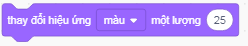 thay đổi hiệu ứng màu một lượng 25